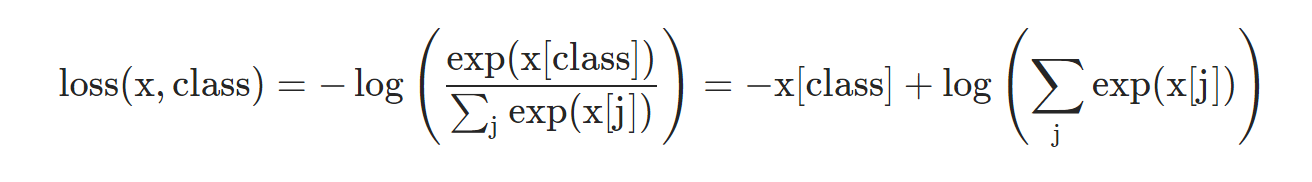 loss(x, class) = − log ( exp(x[class]) / ∑_j exp(x[j]) ) = −x[class] + log ( ∑_j exp(x[j]) )